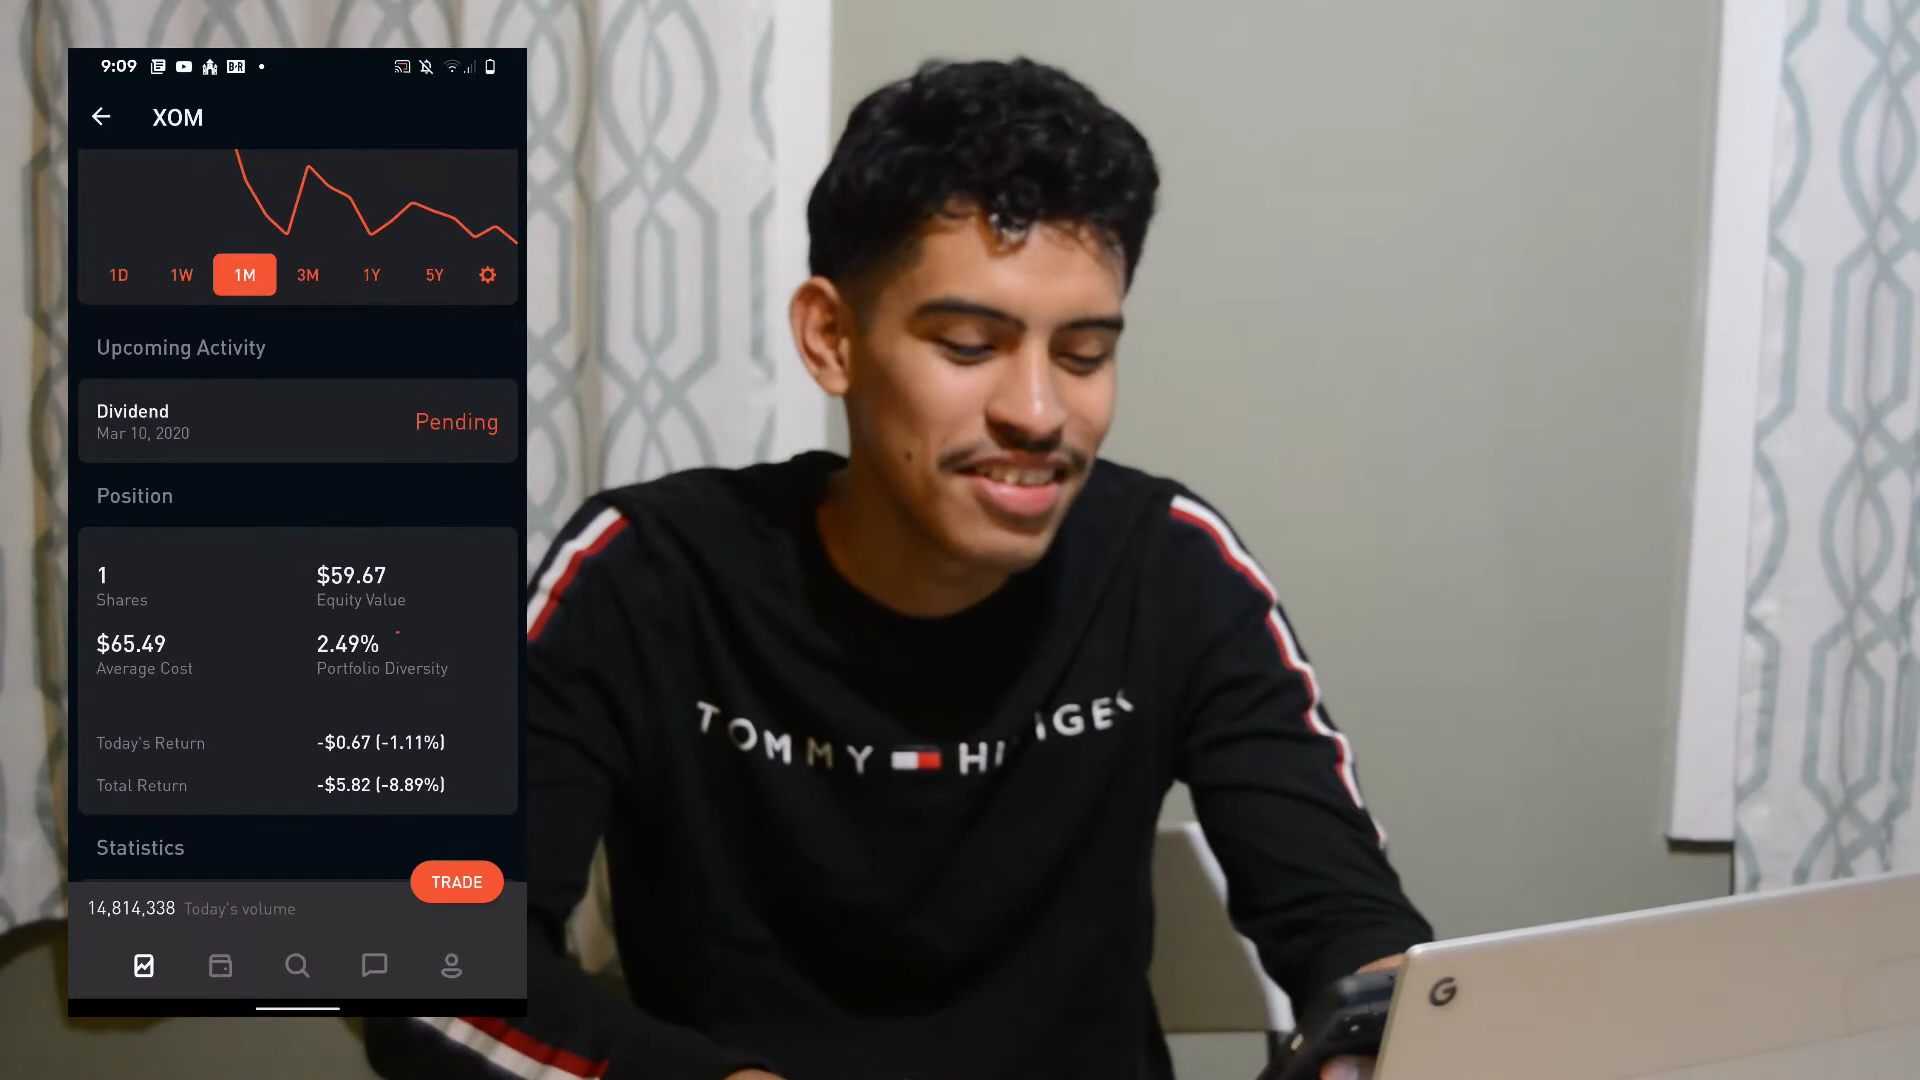 9:09
B/R
XOM
1D 1W 1M 3M 1Y 5Y
Upcoming Activity
Dividend
Mar 10, 2020
Pending
Position
1
Shares
$59.67
Equity Value
$65.49
Average Cost
2.49%
Portfolio Diversity
Today's Return -$0.67 (-1.11%)
Total Return -$5.82 (-8.89%)
Statistics
TRADE
14,814,338 Today's volume
TOMMY
G